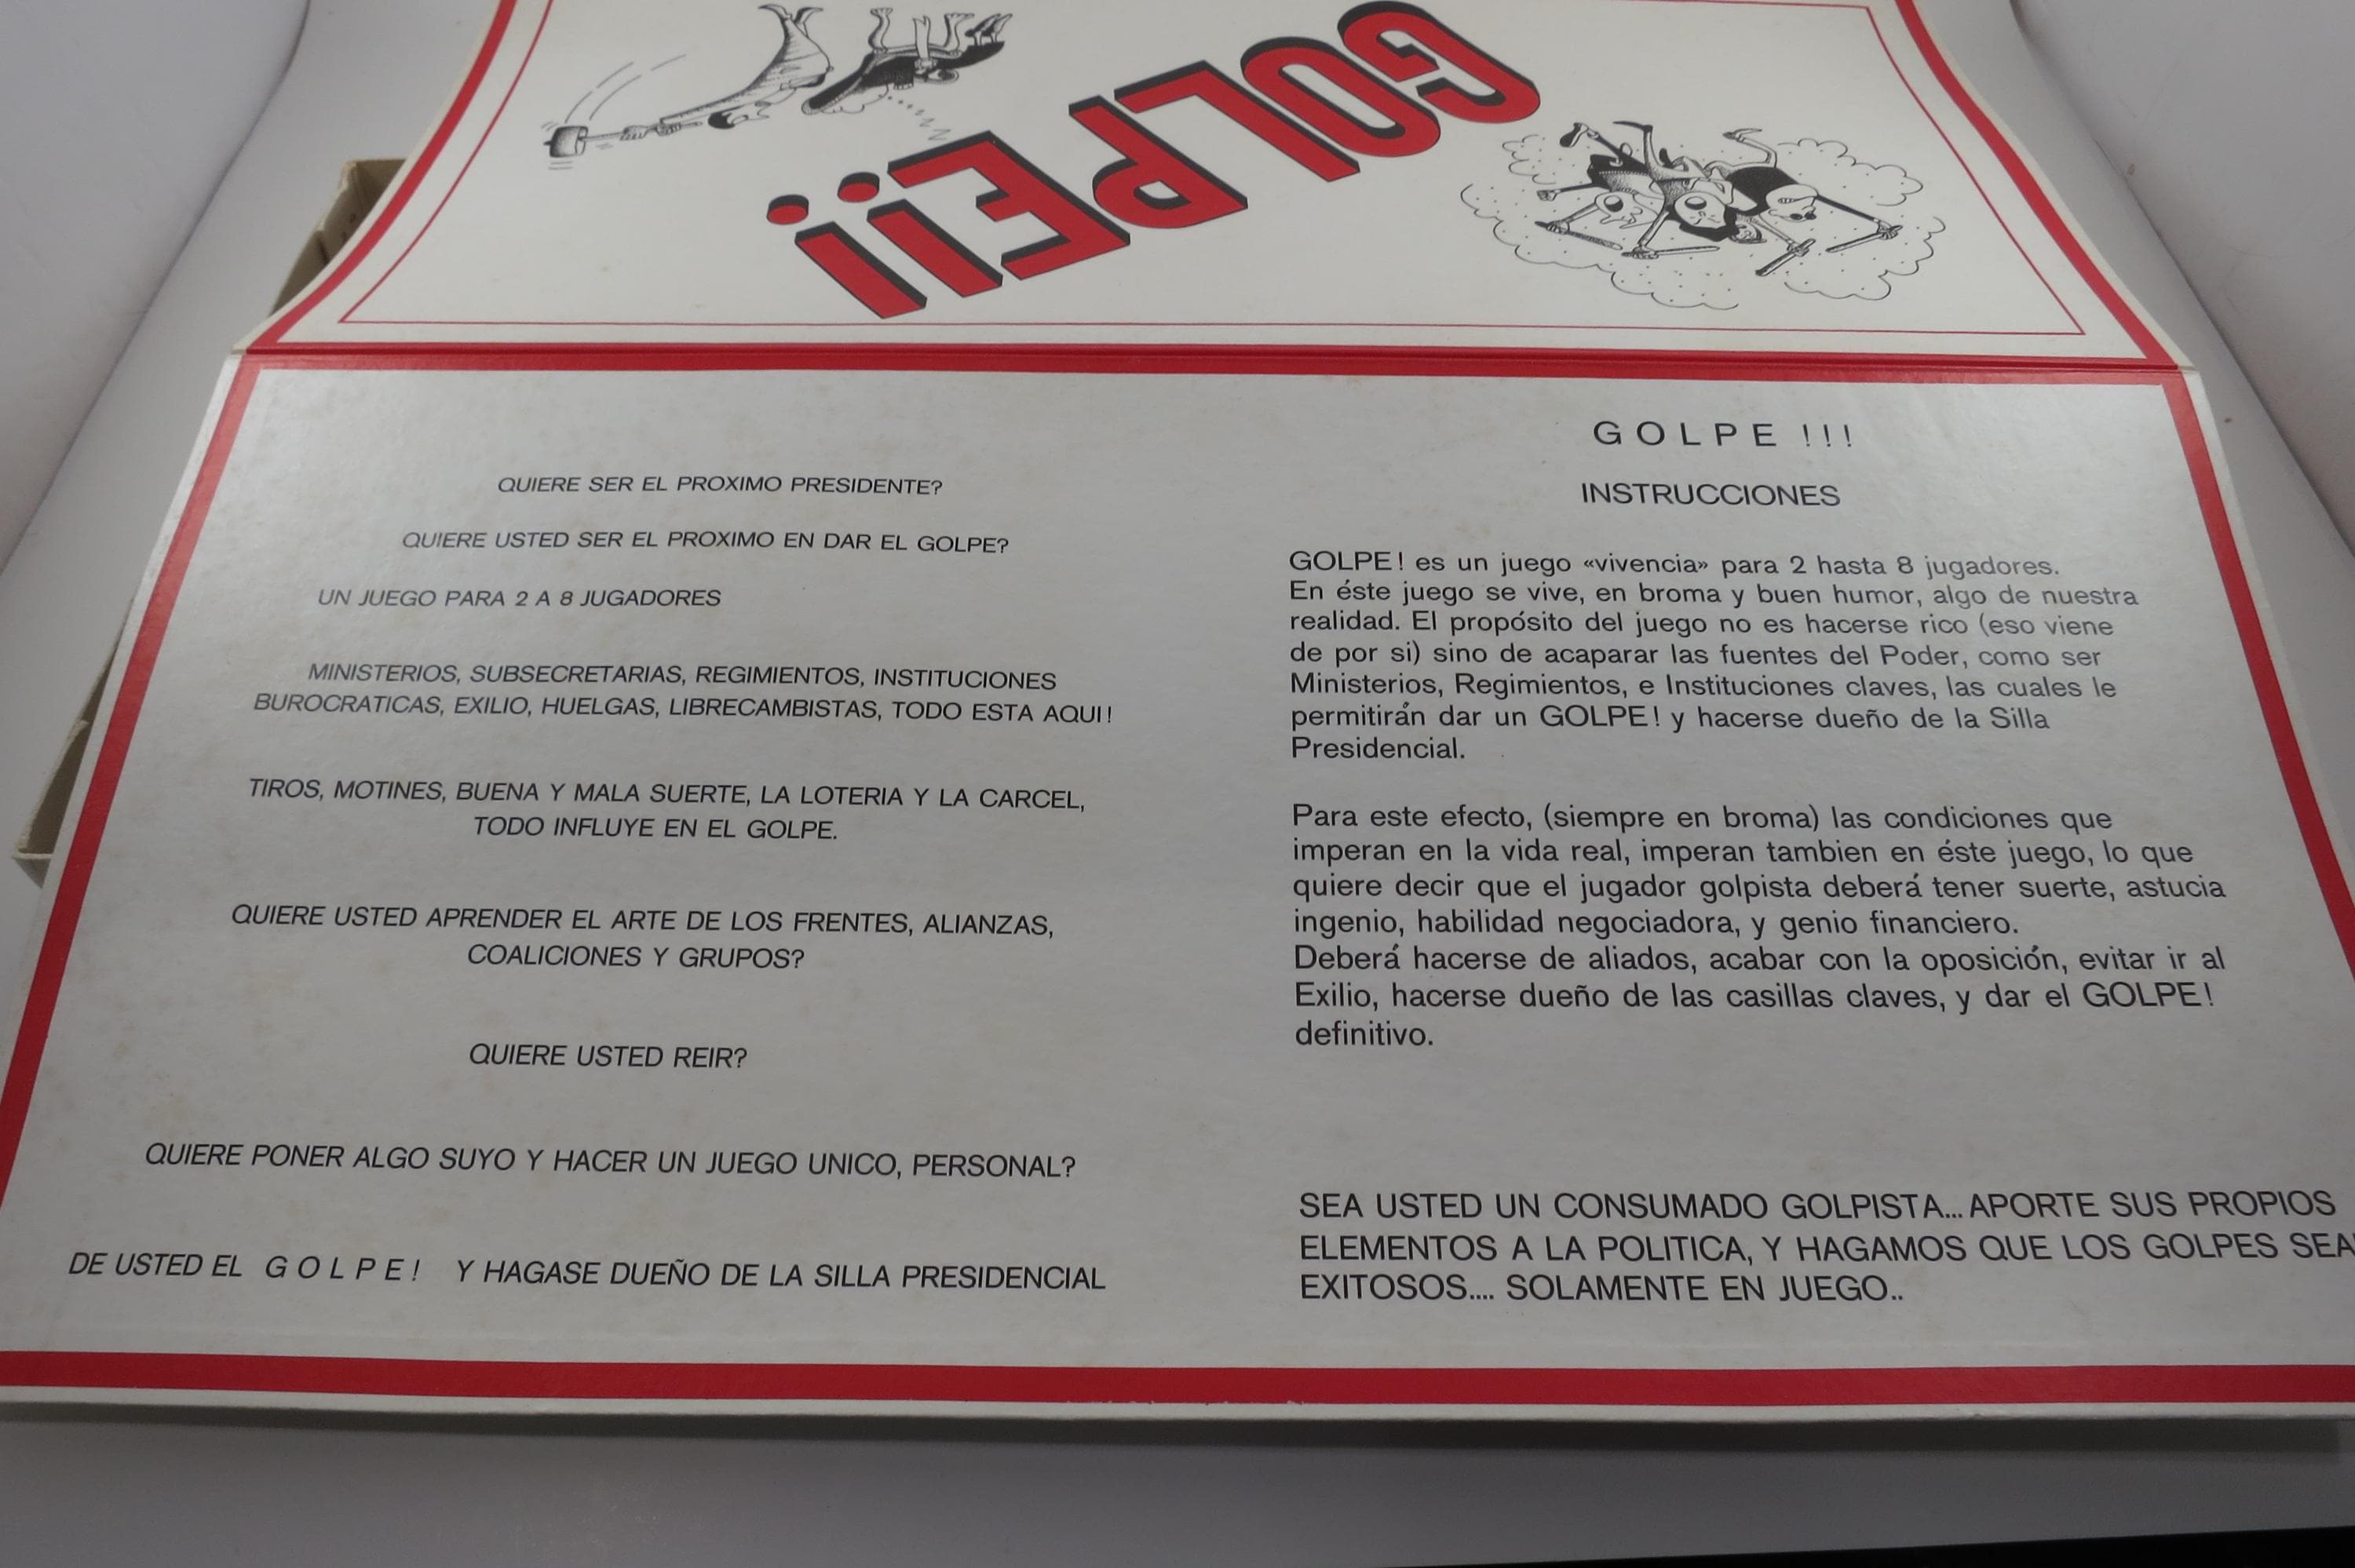 GOLPE!!
QUIERE SER EL PROXIMO PRESIDENTE?
QUIERE USTED SER EL PROXIMO EN DAR EL GOLPE?
UN JUEGO PARA 2 A 8 JUGADORES
MINISTERIOS, SUBSECRETARIAS, REGIMIENTOS, INSTITUCIONES
BUROCRATICAS, EXILIO, HUELGAS, LIBRECAMBISTAS, TODO ESTA AQUI!
TIROS, MOTINES, BUENA Y MALA SUERTE, LA LOTERIA Y LA CARCEL,
TODO INFLUYE EN EL GOLPE.
QUIERE USTED APRENDER EL ARTE DE LOS FRENTES, ALIANZAS,
COALICIONES Y GRUPOS?
QUIERE USTED REIR?
QUIERE PONER ALGO SUYO Y HACER UN JUEGO UNICO, PERSONAL?
DE USTED EL G O L P E ! Y HAGASE DUEÑO DE LA SILLA PRESIDENCIAL
G O L P E ! ! !
INSTRUCCIONES
GOLPE! es un juego «vivencia» para 2 hasta 8 jugadores.
En éste juego se vive, en broma y buen humor, algo de nuestra
realidad. El propósito del juego no es hacerse rico (eso viene
de por si) sino de acaparar las fuentes del Poder, como ser
Ministerios, Regimientos, e Instituciones claves, las cuales le
permitirán dar un GOLPE! y hacerse dueño de la Silla
Presidencial.
Para este efecto, (siempre en broma) las condiciones que
imperan en la vida real, imperan tambien en éste juego, lo que
quiere decir que el jugador golpista deberá tener suerte, astucia
ingenio, habilidad negociadora, y genio financiero.
Deberá hacerse de aliados, acabar con la oposición, evitar ir al
Exilio, hacerse dueño de las casillas claves, y dar el GOLPE!
definitivo.
SEA USTED UN CONSUMADO GOLPISTA... APORTE SUS PROPIOS
ELEMENTOS A LA POLITICA, Y HAGAMOS QUE LOS GOLPES SEA
EXITOSOS.... SOLAMENTE EN JUEGO..